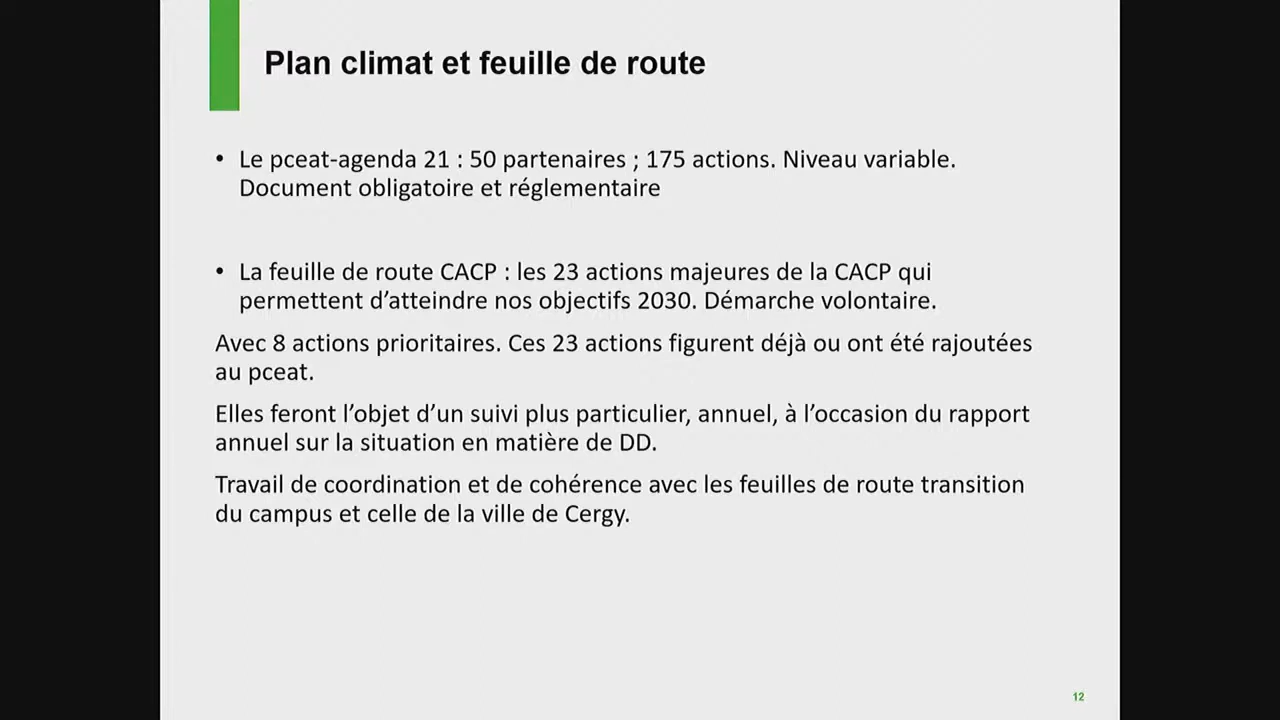 Plan climat et feuille de route
• Le pceat-agenda 21 : 50 partenaires ; 175 actions. Niveau variable.
Document obligatoire et réglementaire
• La feuille de route CACP : les 23 actions majeures de la CACP qui
permettent d’atteindre nos objectifs 2030. Démarche volontaire.
Avec 8 actions prioritaires. Ces 23 actions figurent déjà ou ont été rajoutées
au pceat.
Elles feront l’objet d’un suivi plus particulier, annuel, à l’occasion du rapport
annuel sur la situation en matière de DD.
Travail de coordination et de cohérence avec les feuilles de route transition
du campus et celle de la ville de Cergy.
12